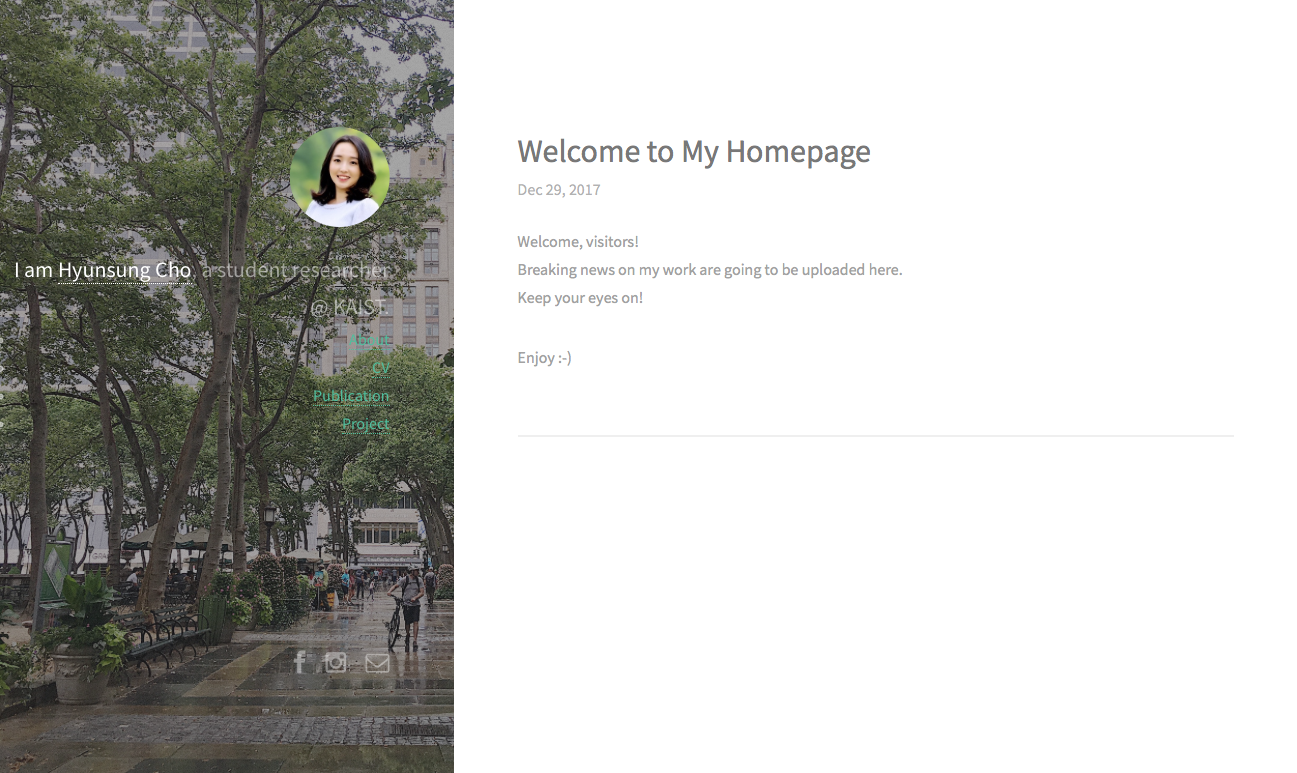 I am Hyunsung Cho, a student researcher
@ KAIST.
About
CV
Publication
Project
Welcome to My Homepage
Dec 29, 2017
Welcome, visitors!
Breaking news on my work are going to be uploaded here.
Keep your eyes on!
Enjoy :-)